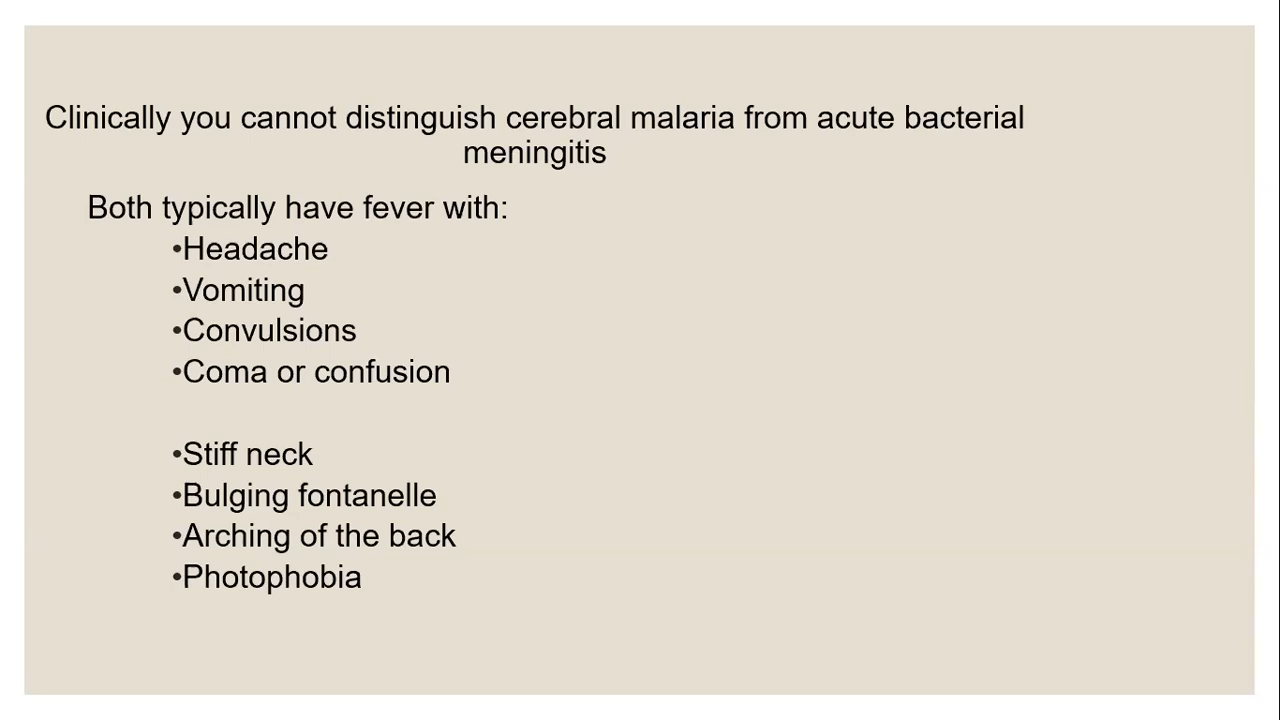 Clinically you cannot distinguish cerebral malaria from acute bacterial
meningitis
Both typically have fever with:
•Headache
•Vomiting
•Convulsions
•Coma or confusion
•Stiff neck
•Bulging fontanelle
•Arching of the back
•Photophobia